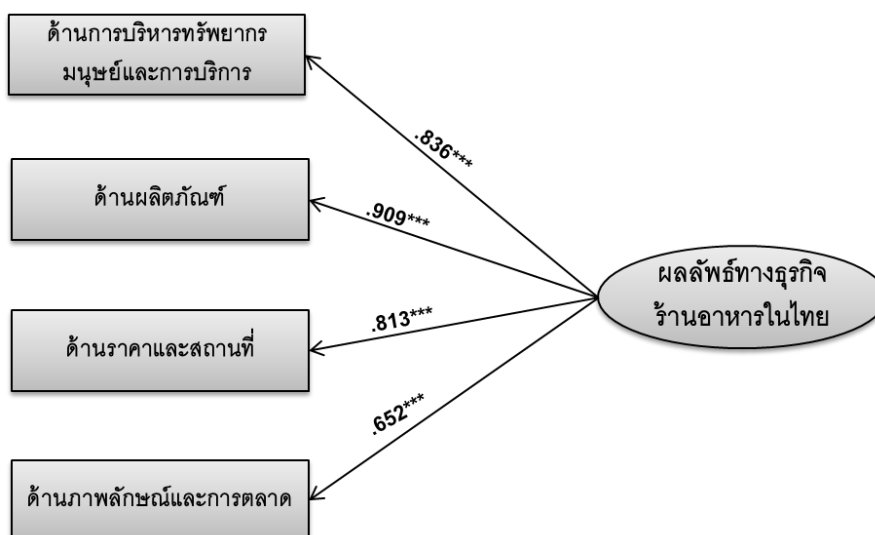 ด้านการบริหารทรัพยากร
มนุษย์และการบริการ
.836***
ด้านผลิตภัณฑ์
.909***
ผลลัพธ์ทางธุรกิจ
ร้านอาหารในไทย
.813***
ด้านราคาและสถานที่
.652***
ด้านภาพลักษณ์และการตลาด